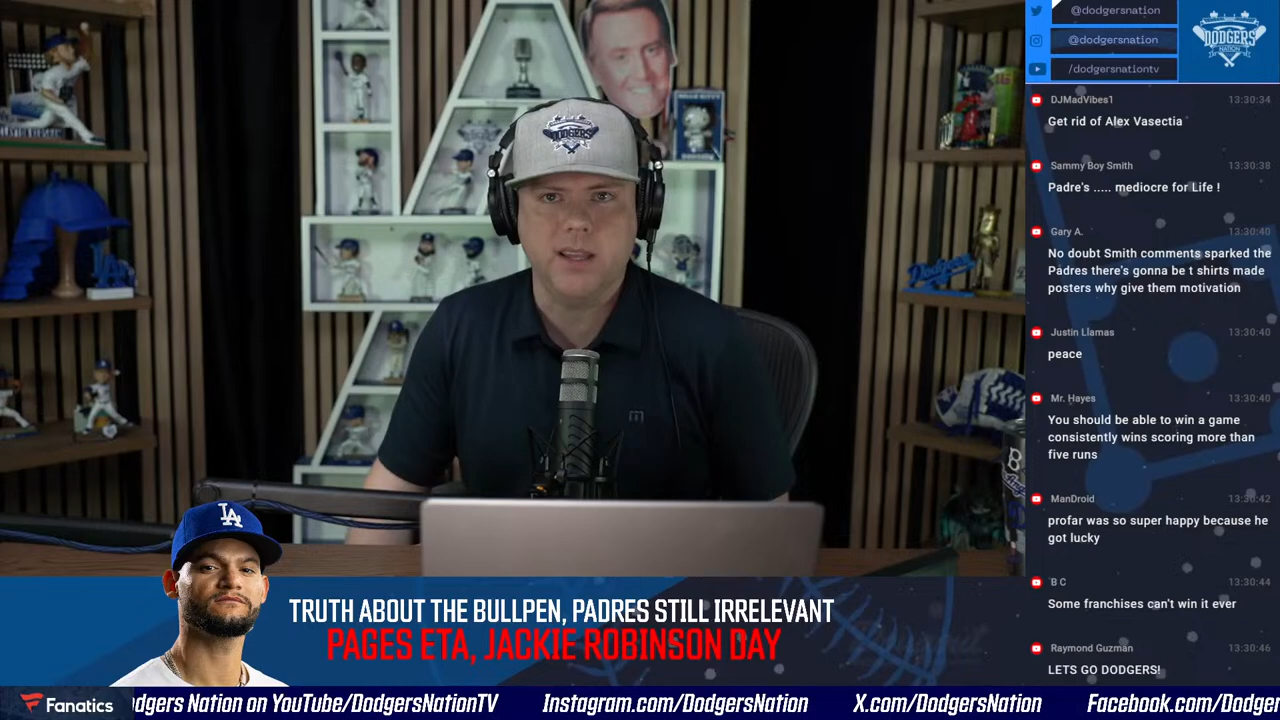 @dodgersnation
@dodgersnation
/dodgersnationtv
DODGERS
NATION
DJMadVibes1 13:30:34
Get rid of Alex Vasectia
Sammy Boy Smith 13:30:38
Padre's ..... mediocre for Life !
Gary A. 13:30:40
No doubt Smith comments sparked the
Padres there's gonna be t shirts made
posters why give them motivation
Justin Llamas 13:30:40
peace
Mr. Hayes 13:30:40
You should be able to win a game
consistently wins scoring more than
five runs
ManDroid 13:30:42
profar was so super happy because he
got lucky
B C 13:30:44
Some franchises can't win it ever
Raymond Guzman 13:30:46
LETS GO DODGERS!
DODGERS
Dodgers
LA
LA
TRUTH ABOUT THE BULLPEN, PADRES STILL IRRELEVANT
PAGES ETA, JACKIE ROBINSON DAY
Fanatics
dgers Nation on YouTube/DodgersNationTV Instagram.com/DodgersNation X.com/DodgersNation Facebook.com/Dodger